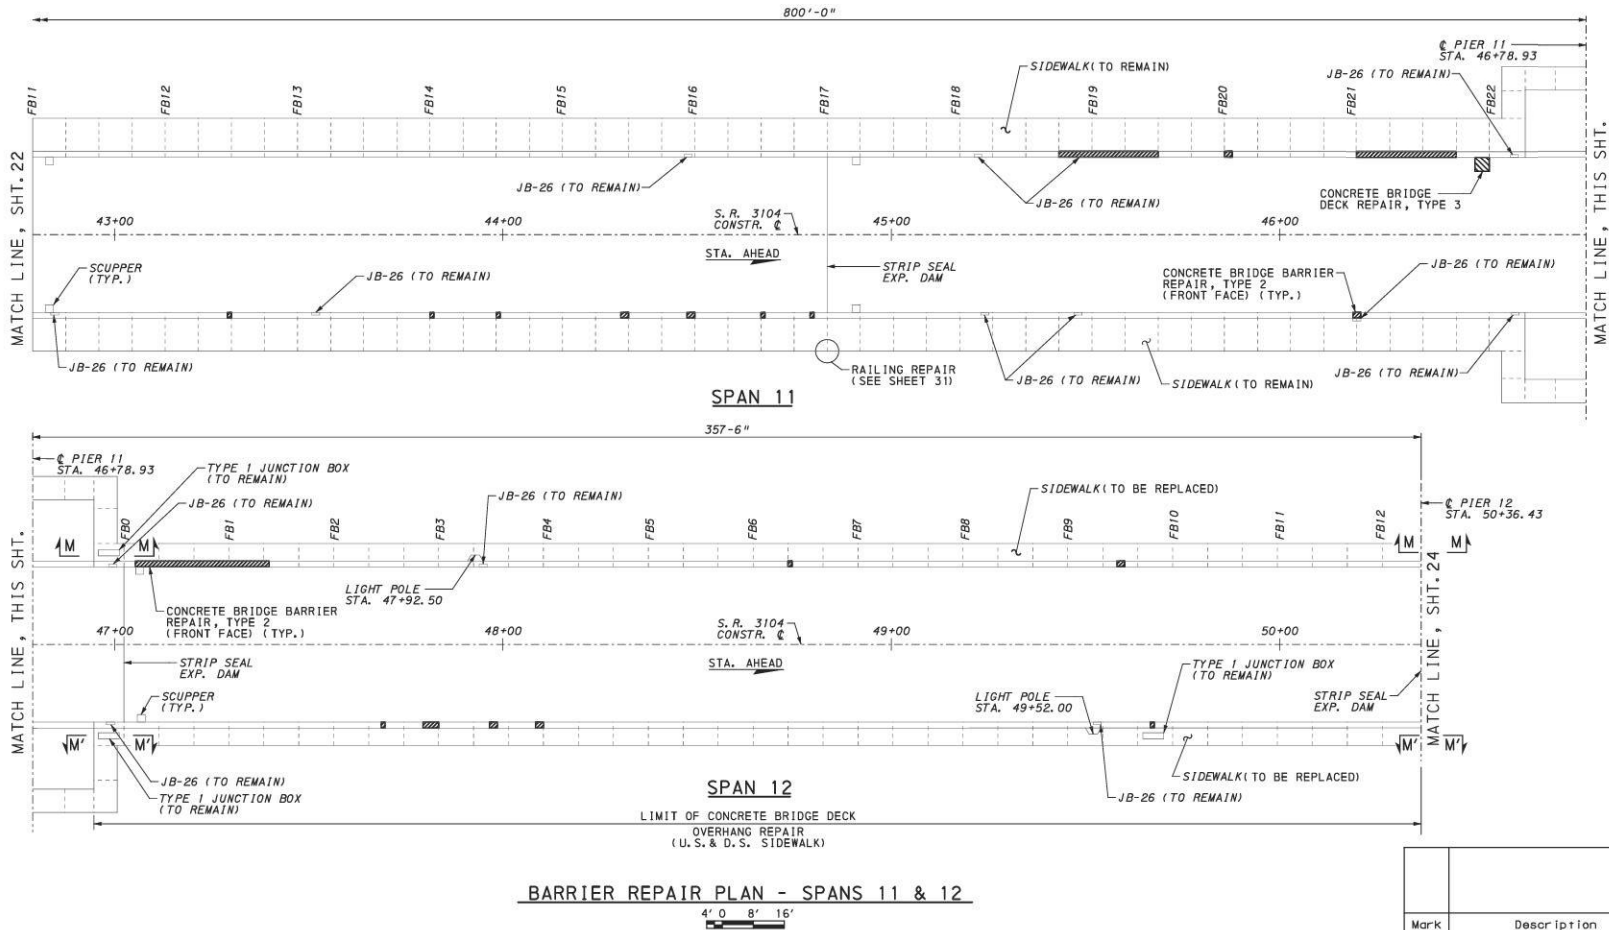 800'-0"
℄ PIER 11
STA. 46+78.93
SIDEWALK(TO REMAIN)
JB-26 (TO REMAIN)
FB11
FB12
FB13
FB14
FB15
FB16
FB17
FB18
FB19
FB20
FB21
FB22
MATCH LINE, SHT.22
MATCH LINE, THIS SHT.
JB-26 (TO REMAIN)
JB-26 (TO REMAIN)
CONCRETE BRIDGE
DECK REPAIR, TYPE 3
43+00
44+00
S.R. 3104
CONSTR. ℄
45+00
46+00
STA. AHEAD
SCUPPER
(TYP.)
JB-26 (TO REMAIN)
STRIP SEAL
EXP. DAM
CONCRETE BRIDGE BARRIER
REPAIR, TYPE 2
(FRONT FACE) (TYP.)
JB-26 (TO REMAIN)
JB-26 (TO REMAIN)
RAILING REPAIR
(SEE SHEET 31)
JB-26 (TO REMAIN)
SIDEWALK(TO REMAIN)
JB-26 (TO REMAIN)
SPAN 11
357-6"
℄ PIER 11
STA. 46+78.93
TYPE 1 JUNCTION BOX
(TO REMAIN)
JB-26 (TO REMAIN)
JB-26 (TO REMAIN)
SIDEWALK(TO BE REPLACED)
℄ PIER 12
STA. 50+36.43
FB0
FB1
FB2
FB3
FB4
FB5
FB6
FB7
FB8
FB9
FB10
FB11
FB12
M
M
M
M
MATCH LINE, THIS SHT.
MATCH LINE, SHT.24
LIGHT POLE
STA. 47+92.50
CONCRETE BRIDGE BARRIER
REPAIR, TYPE 2
(FRONT FACE) (TYP.)
47+00
48+00
S.R. 3104
CONSTR. ℄
49+00
50+00
STRIP SEAL
EXP. DAM
STA. AHEAD
TYPE 1 JUNCTION BOX
(TO REMAIN)
SCUPPER
(TYP.)
LIGHT POLE
STA. 49+52.00
STRIP SEAL
EXP. DAM
M'
M'
M'
M'
JB-26 (TO REMAIN)
TYPE 1 JUNCTION BOX
(TO REMAIN)
SPAN 12
SIDEWALK(TO BE REPLACED)
JB-26 (TO REMAIN)
LIMIT OF CONCRETE BRIDGE DECK
OVERHANG REPAIR
(U.S.& D.S. SIDEWALK)
BARRIER REPAIR PLAN - SPANS 11 & 12
4' 0 8' 16'
Mark
Description